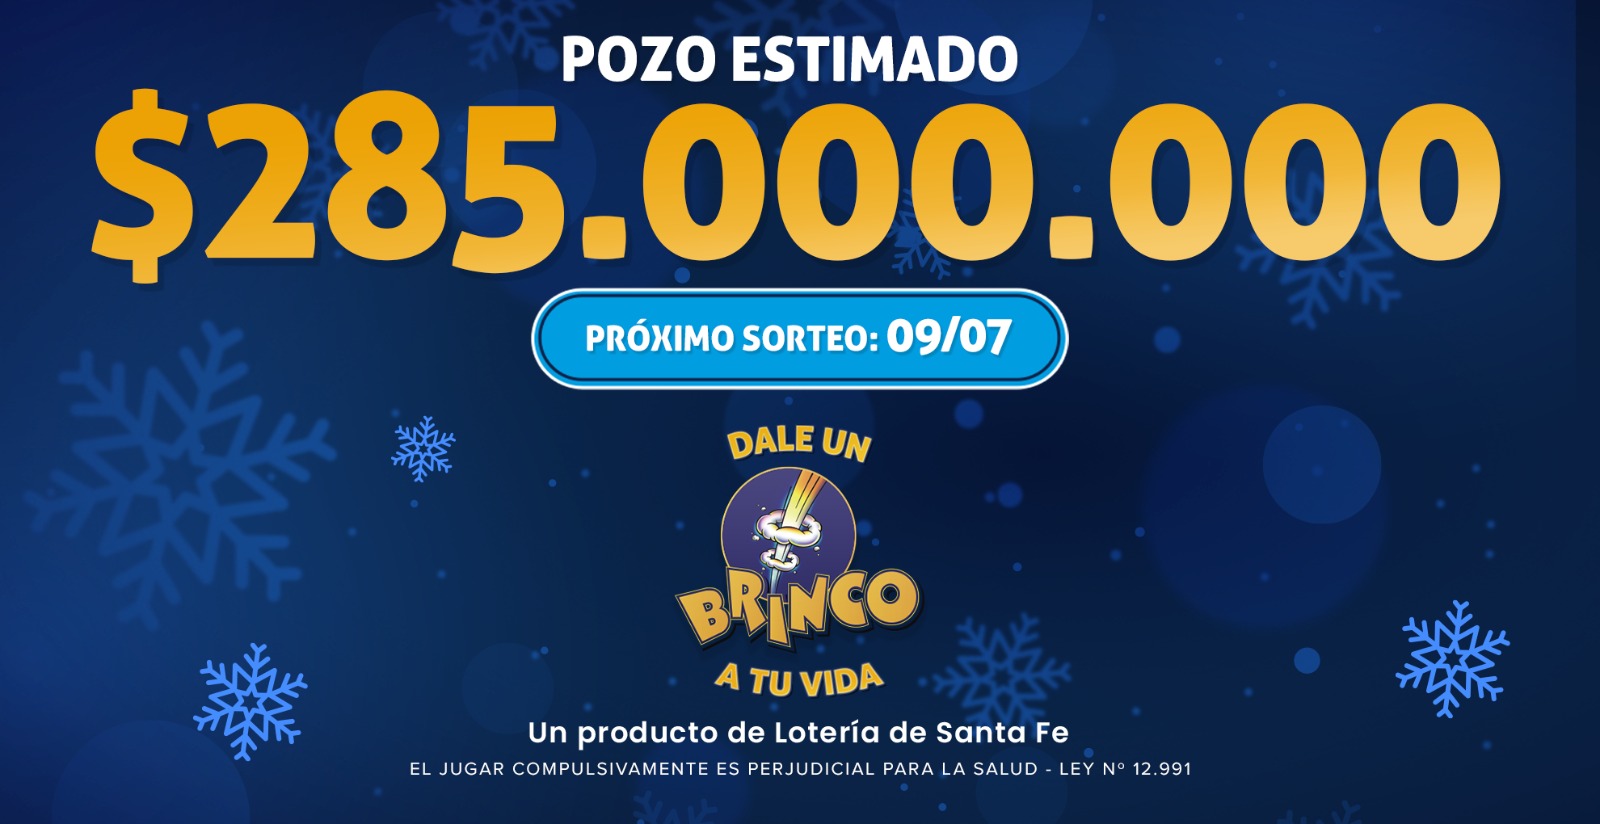 POZO ESTIMADO
$285.000.000
PRÓXIMO SORTEO: 09/07
DALE UN
BRINCO
A TU VIDA
Un producto de Lotería de Santa Fe
EL JUGAR COMPULSIVAMENTE ES PERJUDICIAL PARA LA SALUD - LEY Nº 12.991